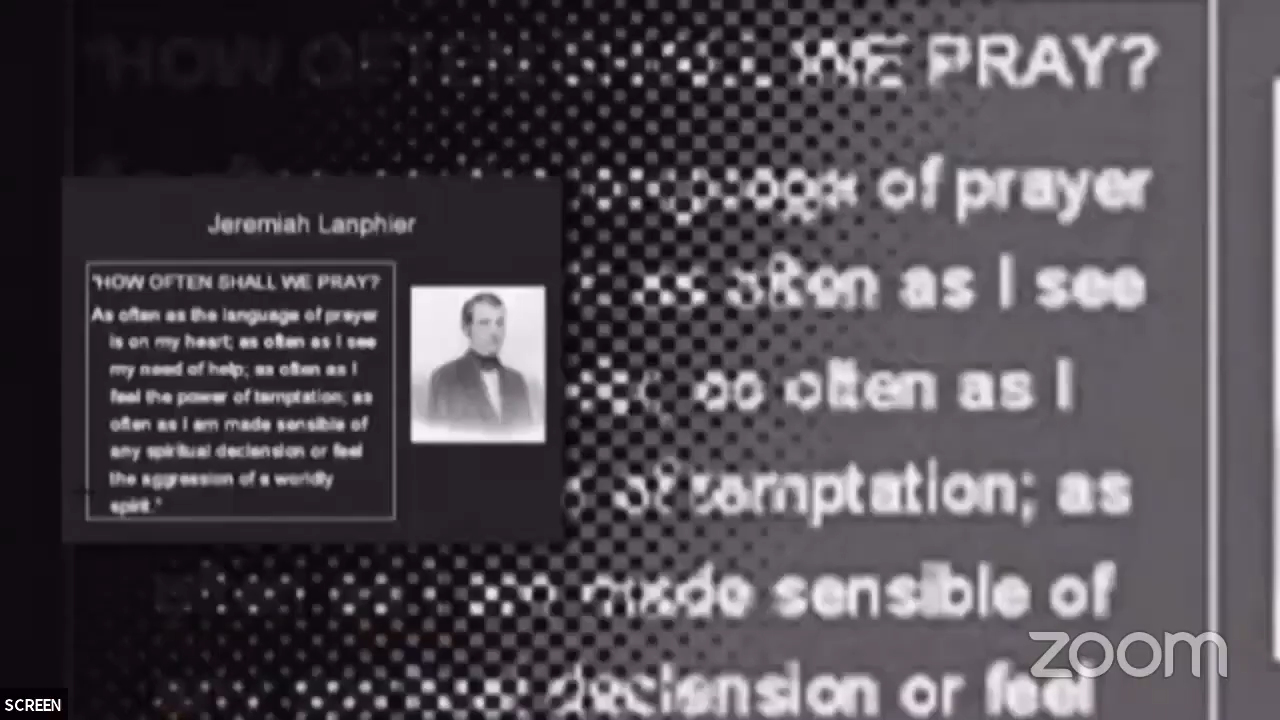 "HOW OFTEN WE PRAY?
of prayer
as often as I see
often as I
of temptation; as
made sensible of
declension or feel
Jeremiah Lanphier
"HOW OFTEN SHALL WE PRAY?
As often as the language of prayer
is on my heart; as often as I see
my need of help; as often as I
feel the power of temptation; as
often as I am made sensible of
any spiritual declension or feel
the aggression of a worldly
spirit."
zoom
SCREEN